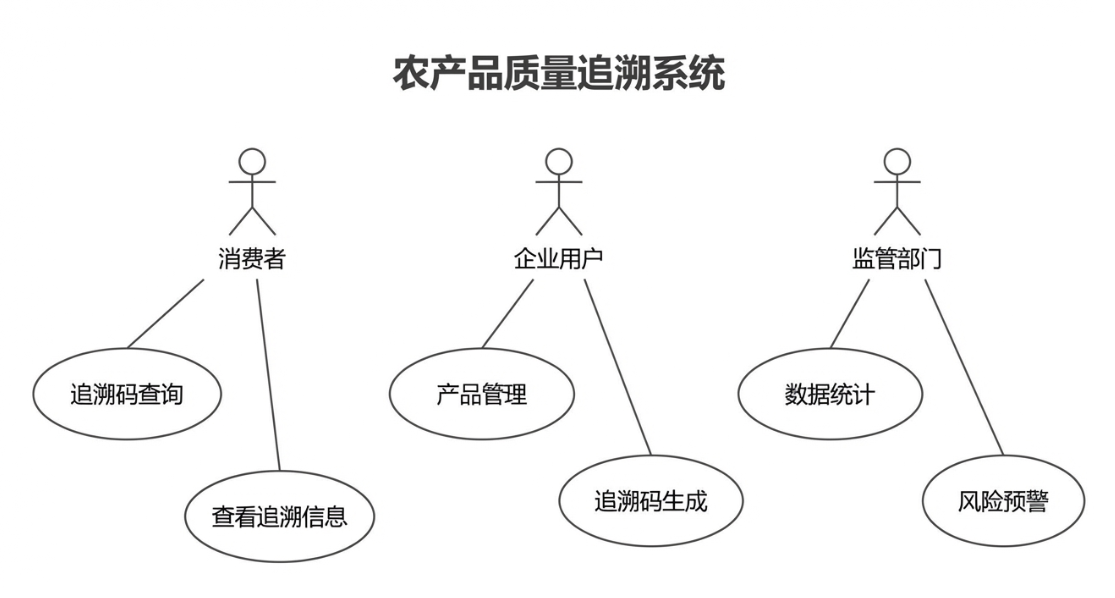 农产品质量追溯系统
消费者
企业用户
监管部门
追溯码查询
产品管理
数据统计
查看追溯信息
追溯码生成
风险预警